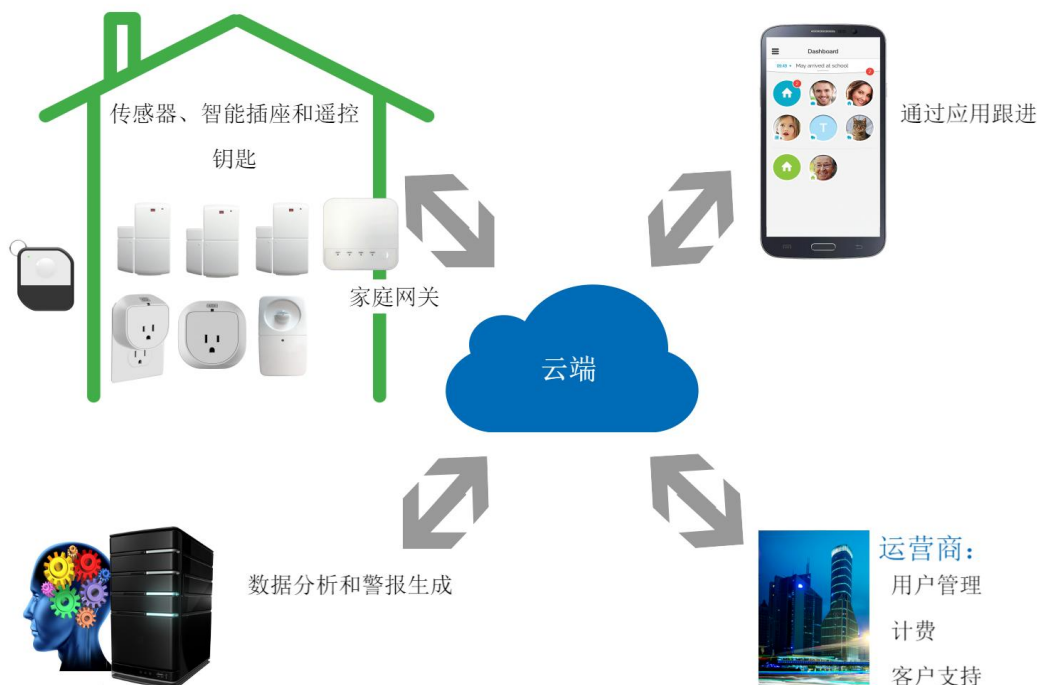 传感器、智能插座和遥控
钥匙
家庭网关
Dashboard
May arrived at school
2
2
T
通过应用跟进
云端
数据分析和警报生成
运营商：
用户管理
计费
客户支持